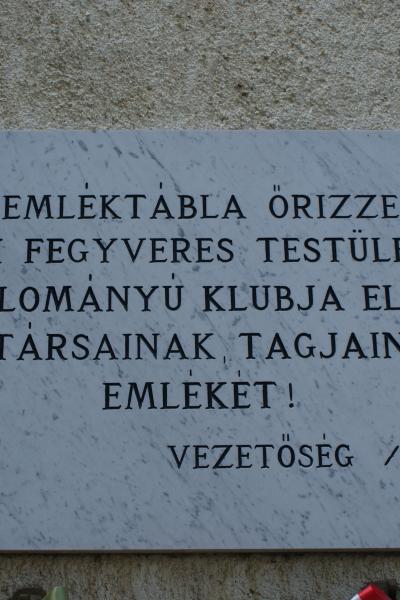 EMLÉKTÁBLA ŐRIZZE
FEGYVERES TESTÜLE
LOMÁNYÚ KLUBJA EL
TÁRSAINAK, TAGJAIN
EMLÉKÉT!
VEZETŐSÉG /